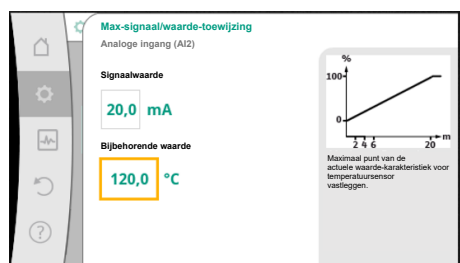 Max-signaal/waarde-toewijzing
Analoge ingang (AI2)
Signaalwaarde
20,0 mA
Bijbehorende waarde
120,0 °C
%
100
0
2 4 6 20 m
Maximaal punt van de
actuele waarde-karakteristiek voor
temperatuursensor
vastleggen.
?